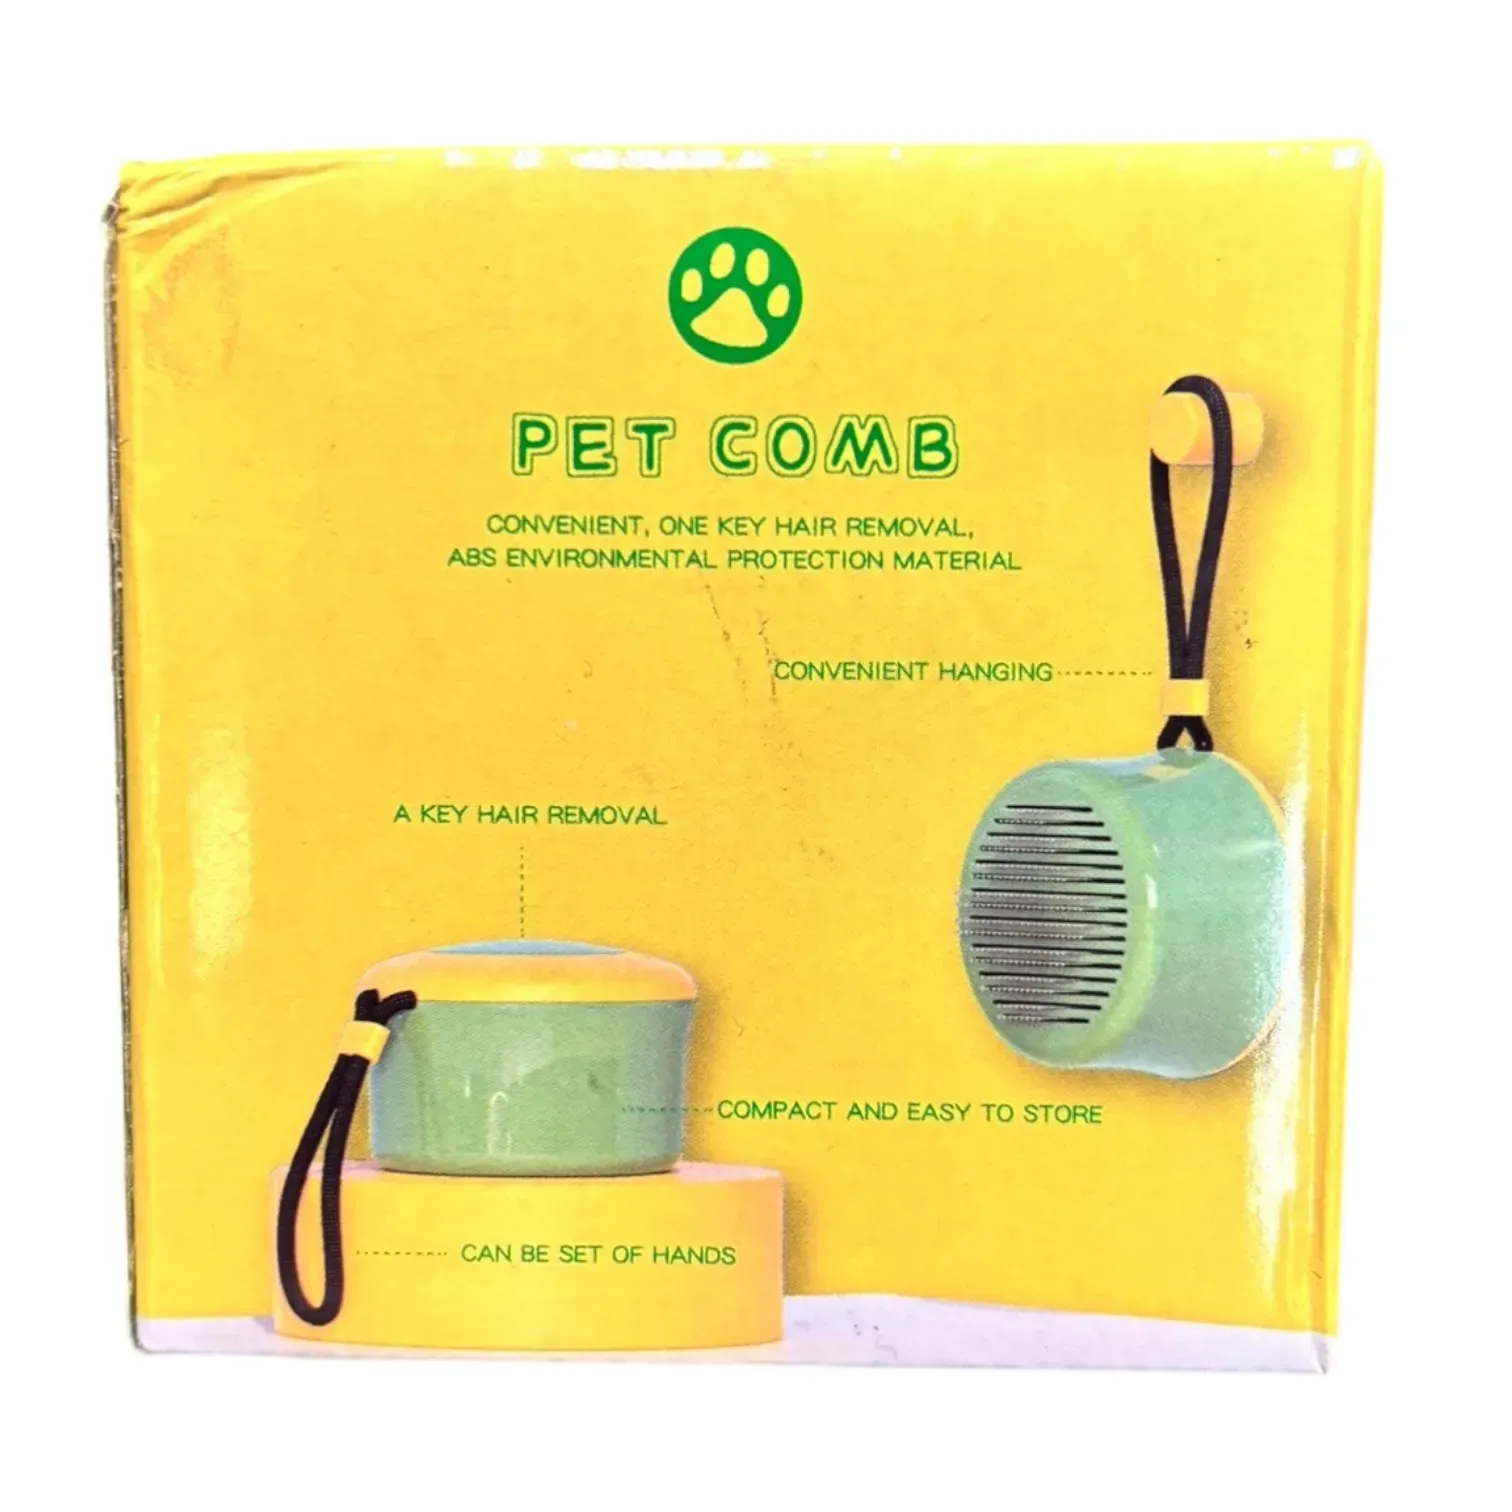 PET COMB
CONVENIENT, ONE KEY HAIR REMOVAL,
ABS ENVIRONMENTAL PROTECTION MATERIAL
CONVENIENT HANGING
A KEY HAIR REMOVAL
COMPACT AND EASY TO STORE
CAN BE SET OF HANDS